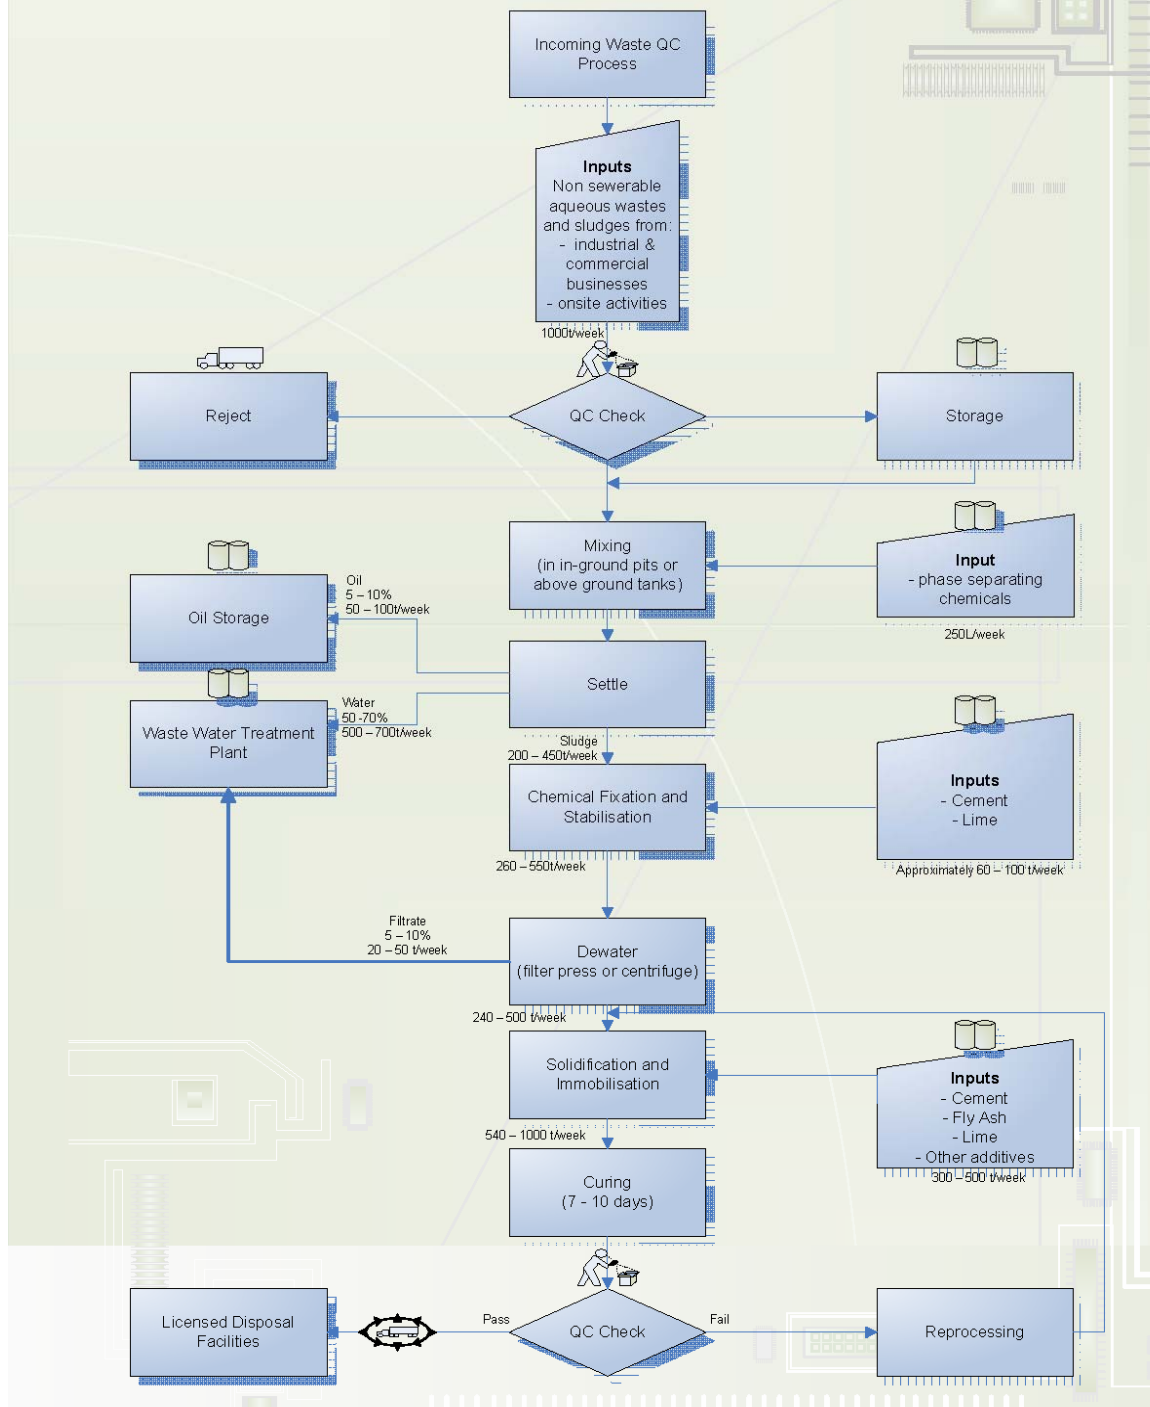 Incoming Waste QC
Process
Inputs
Non sewerable
aqueous wastes
and sludges from:
- industrial &
commercial
businesses
- onsite activities
1000t/week
Reject
QC Check
Storage
Mixing
(in in-ground pits or
above ground tanks)
Input
- phase separating
chemicals
250L/week
Oil
5 – 10%
50 – 100t/week
Oil Storage
Settle
Water
50 -70%
500 – 700t/week
Waste Water Treatment
Plant
Sludge
200 – 450t/week
Chemical Fixation and
Stabilisation
Inputs
- Cement
- Lime
Approximately 60 – 100 t/week
260 – 550t/week
Filtrate
5 – 10%
20 – 50 t/week
Dewater
(filter press or centrifuge)
240 – 500 t/week
Solidification and
Immobilisation
Inputs
- Cement
- Fly Ash
- Lime
- Other additives
300 – 500 t/week
540 – 1000 t/week
Curing
(7 - 10 days)
Licensed Disposal
Facilities
Pass
QC Check
Fail
Reprocessing